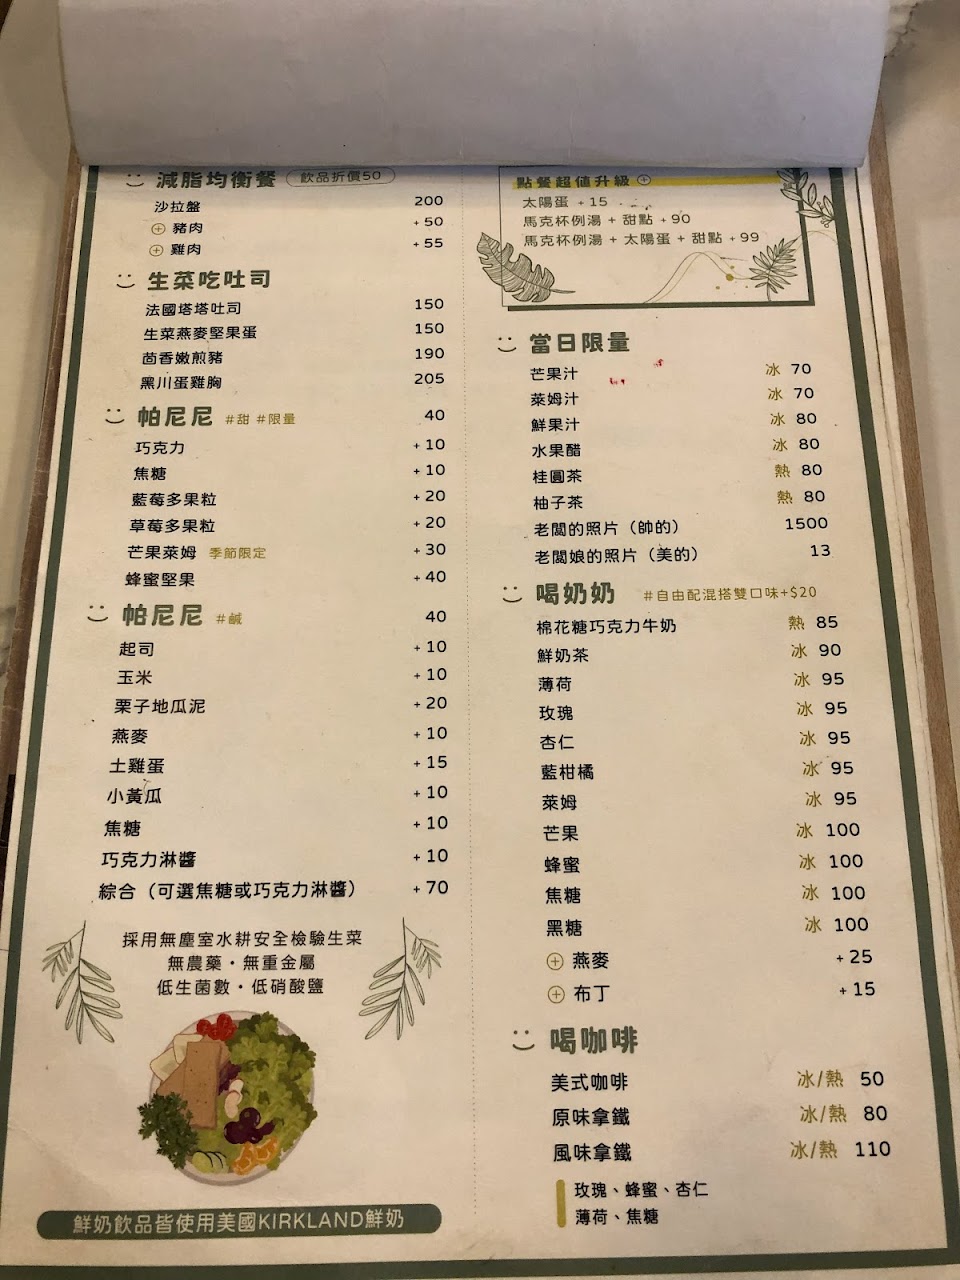 減脂均衡餐 飲品折價50
沙拉盤 200
⊕ 豬肉 +50
⊕ 雞肉 +55
生菜吃吐司
法國塔塔吐司 150
生菜燕麥堅果蛋 150
茴香嫩煎豬 190
黑川蛋雞胸 205
帕尼尼 #甜 #限量 40
巧克力 +10
焦糖 +10
藍莓多果粒 +20
草莓多果粒 +20
芒果萊姆 季節限定 +30
蜂蜜堅果 +40
帕尼尼 #鹹 40
起司 +10
玉米 +10
栗子地瓜泥 +20
燕麥 +10
土雞蛋 +15
小黃瓜 +10
焦糖 +10
巧克力淋醬 +10
綜合（可選焦糖或巧克力淋醬） +70
採用無塵室水耕安全檢驗生菜
無農藥・無重金屬
低生菌數・低硝酸鹽
鮮奶飲品皆使用美國KIRKLAND鮮奶
點餐超值升級 ⊕
太陽蛋 +15
馬克杯例湯 + 甜點 +90
馬克杯例湯 + 太陽蛋 + 甜點 +99
當日限量
芒果汁 冰 70
萊姆汁 冰 70
鮮果汁 冰 80
水果醋 冰 80
桂圓茶 熱 80
柚子茶 熱 80
老闆的照片（帥的） 1500
老闆娘的照片（美的） 13
喝奶奶 #自由配混搭雙口味+$20
棉花糖巧克力牛奶 熱 85
鮮奶茶 冰 90
薄荷 冰 95
玫瑰 冰 95
杏仁 冰 95
藍柑橘 冰 95
萊姆 冰 95
芒果 冰 100
蜂蜜 冰 100
焦糖 冰 100
黑糖 冰 100
⊕ 燕麥 +25
⊕ 布丁 +15
喝咖啡
美式咖啡 冰/熱 50
原味拿鐵 冰/熱 80
風味拿鐵 冰/熱 110
玫瑰、蜂蜜、杏仁
薄荷、焦糖